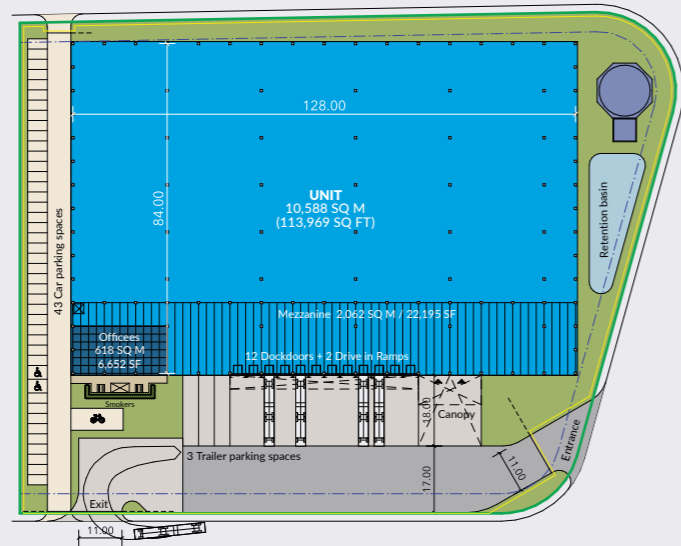 128.00
84.00
UNIT
10,588 SQ M
(113,969 SQ FT)
43 Car parking spaces
Retention basin
Mezzanine 2,062 SQ M / 22,195 SF
Officees
618 SQ M
6,652 SF
12 Dockdoors + 2 Drive in Ramps
Smokers
18.00
Canopy
3 Trailer parking spaces
17.00
11.00
Entrance
Exit
11.00